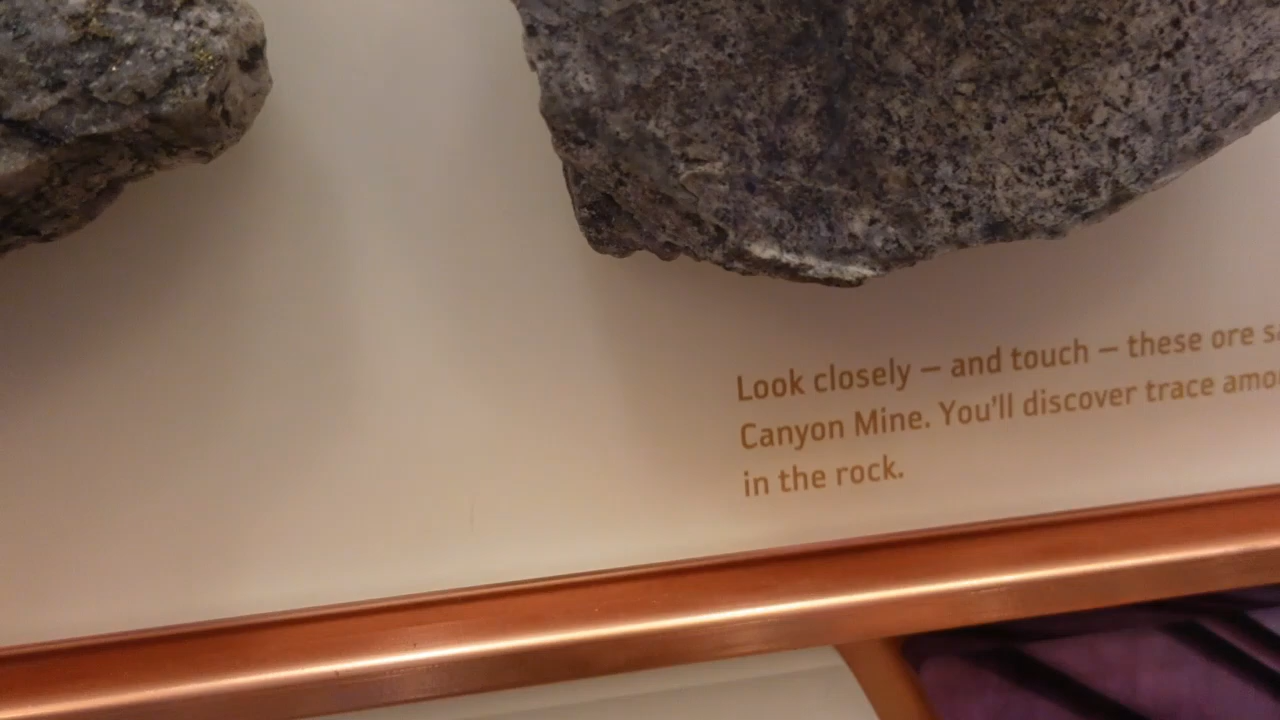 Look closely – and touch – these ore
Canyon Mine. You'll discover trace
in the rock.